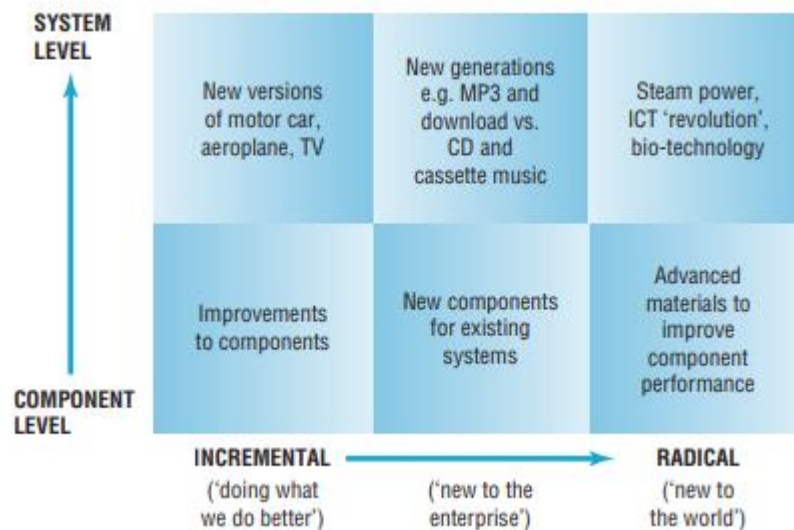 SYSTEM
LEVEL
New versions
of motor car,
aeroplane, TV
New generations
e.g. MP3 and
download vs.
CD and
cassette music
Steam power,
ICT ‘revolution’,
bio-technology
Improvements
to components
New components
for existing
systems
Advanced
materials to
improve
component
performance
COMPONENT
LEVEL
INCREMENTAL
(‘doing what
we do better’)
(‘new to the
enterprise’)
RADICAL
(‘new to
the world’)